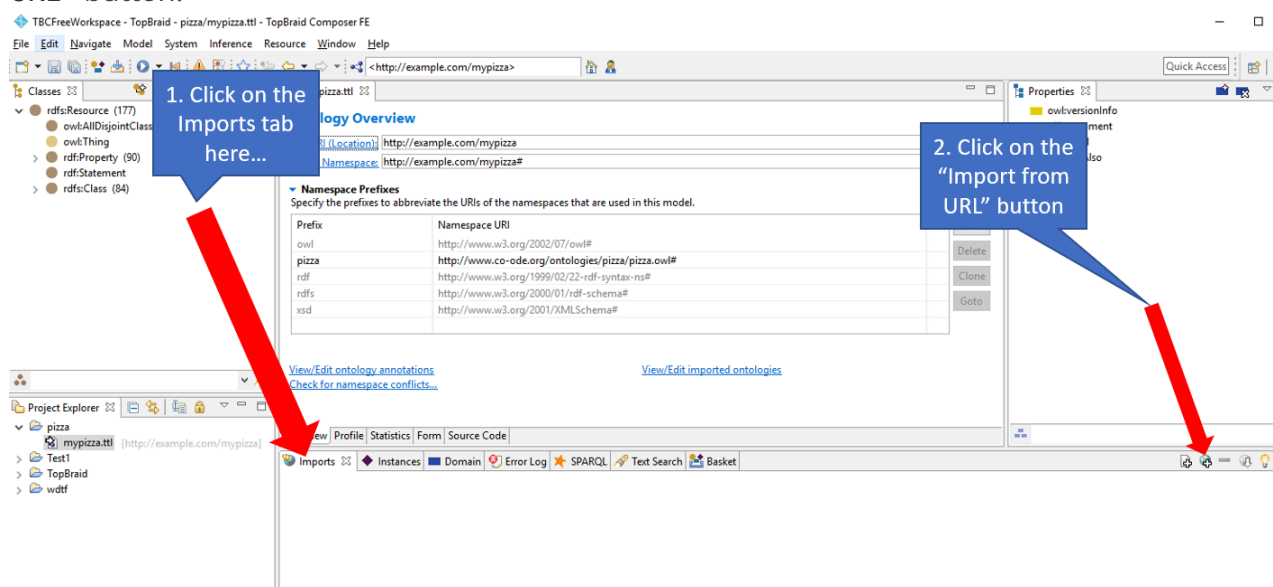 TBCFreeWorkspace - TopBraid - pizza/mypizza.ttl - TopBraid Composer FE
File Edit Navigate Model System Inference Resource Window Help
<http://example.com/mypizza>
Quick Access
Classes
rdfs:Resource (177)
owl:AllDisjointClass
owl:Thing
rdf:Property (90)
rdf:Statement
rdfs:Class (84)
1. Click on the
Imports tab
here...
pizza.ttl
logy Overview
RI (Location): http://example.com/mypizza
Namespace: http://example.com/mypizza#
Namespace Prefixes
Specify the prefixes to abbreviate the URIs of the namespaces that are used in this model.
Prefix Namespace URI
owl http://www.w3.org/2002/07/owl#
pizza http://www.co-ode.org/ontologies/pizza/pizza.owl#
rdf http://www.w3.org/1999/02/22-rdf-syntax-ns#
rdfs http://www.w3.org/2000/01/rdf-schema#
xsd http://www.w3.org/2001/XMLSchema#
Delete
Clone
Goto
View/Edit ontology annotations View/Edit imported ontologies
Check for namespace conflicts...
Profile Statistics Form Source Code
Properties
owl:versionInfo
2. Click on the
“Import from
URL” button
Project Explorer
pizza
mypizza.ttl [http://example.com/mypizza]
Test1
TopBraid
wdtf
Imports Instances Domain Error Log SPARQL Text Search Basket